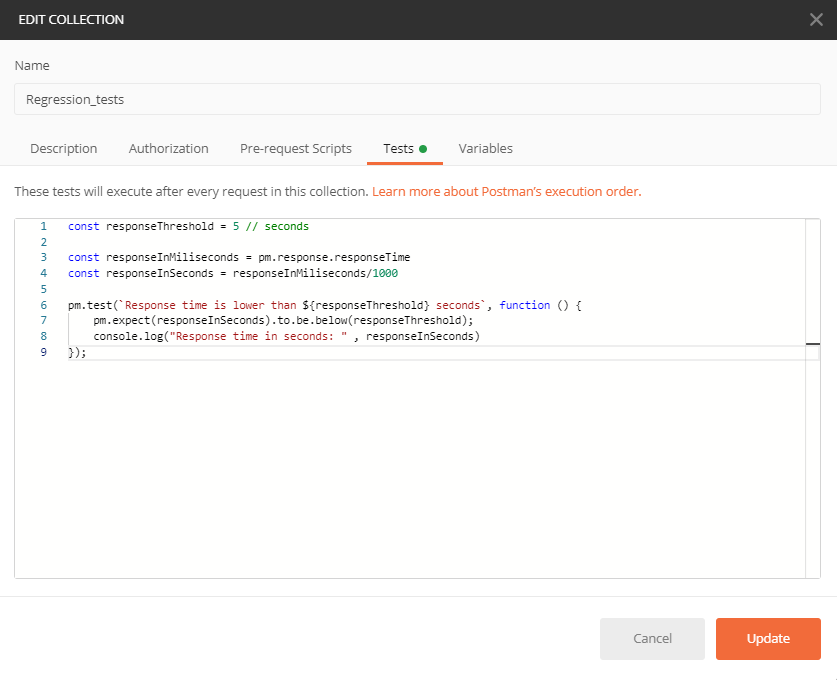 EDIT COLLECTION
Name
Regression_tests
Description Authorization Pre-request Scripts Tests Variables
These tests will execute after every request in this collection. Learn more about Postman's execution order.
1 const responseThreshold = 5 // seconds
2
3 const responseInMiliseconds = pm.response.responseTime
4 const responseInSeconds = responseInMiliseconds/1000
5
6 pm.test(`Response time is lower than ${responseThreshold} seconds`, function () {
7 pm.expect(responseInSeconds).to.be.below(responseThreshold);
8 console.log("Response time in seconds: " , responseInSeconds)
9 });
Cancel Update